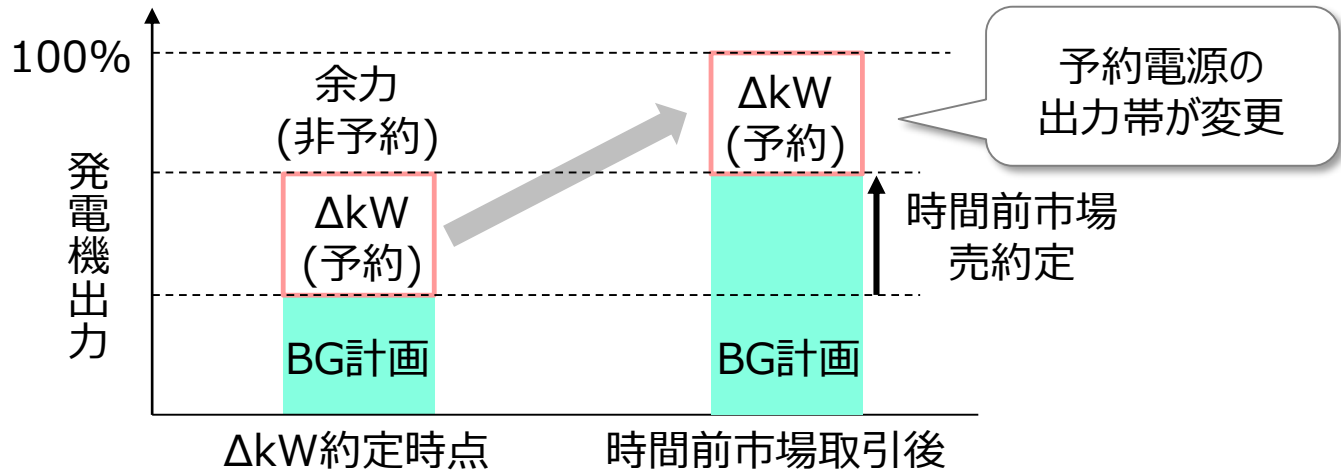 100%
余力
(非予約)
ΔkW
(予約)
予約電源の
出力帯が変更
発電機出力
ΔkW
(予約)
時間前市場
売約定
BG計画
BG計画
ΔkW約定時点
時間前市場取引後